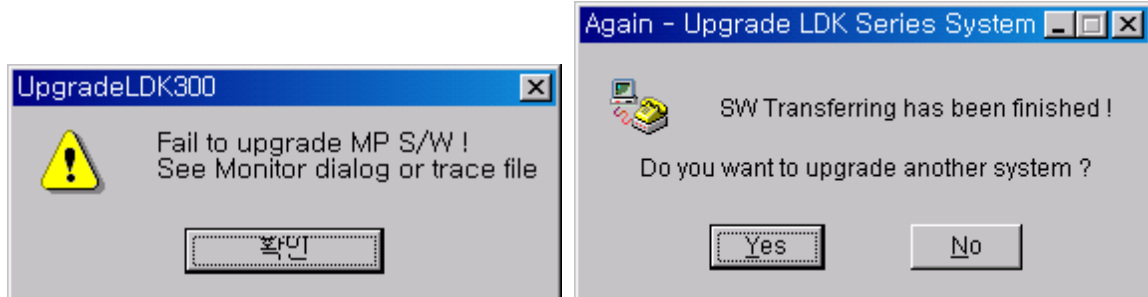 UpgradeLDK300
Fail to upgrade MP S/W !
See Monitor dialog or trace file
확인
Again - Upgrade LDK Series System
SW Transferring has been finished !
Do you want to upgrade another system ?
Yes
No